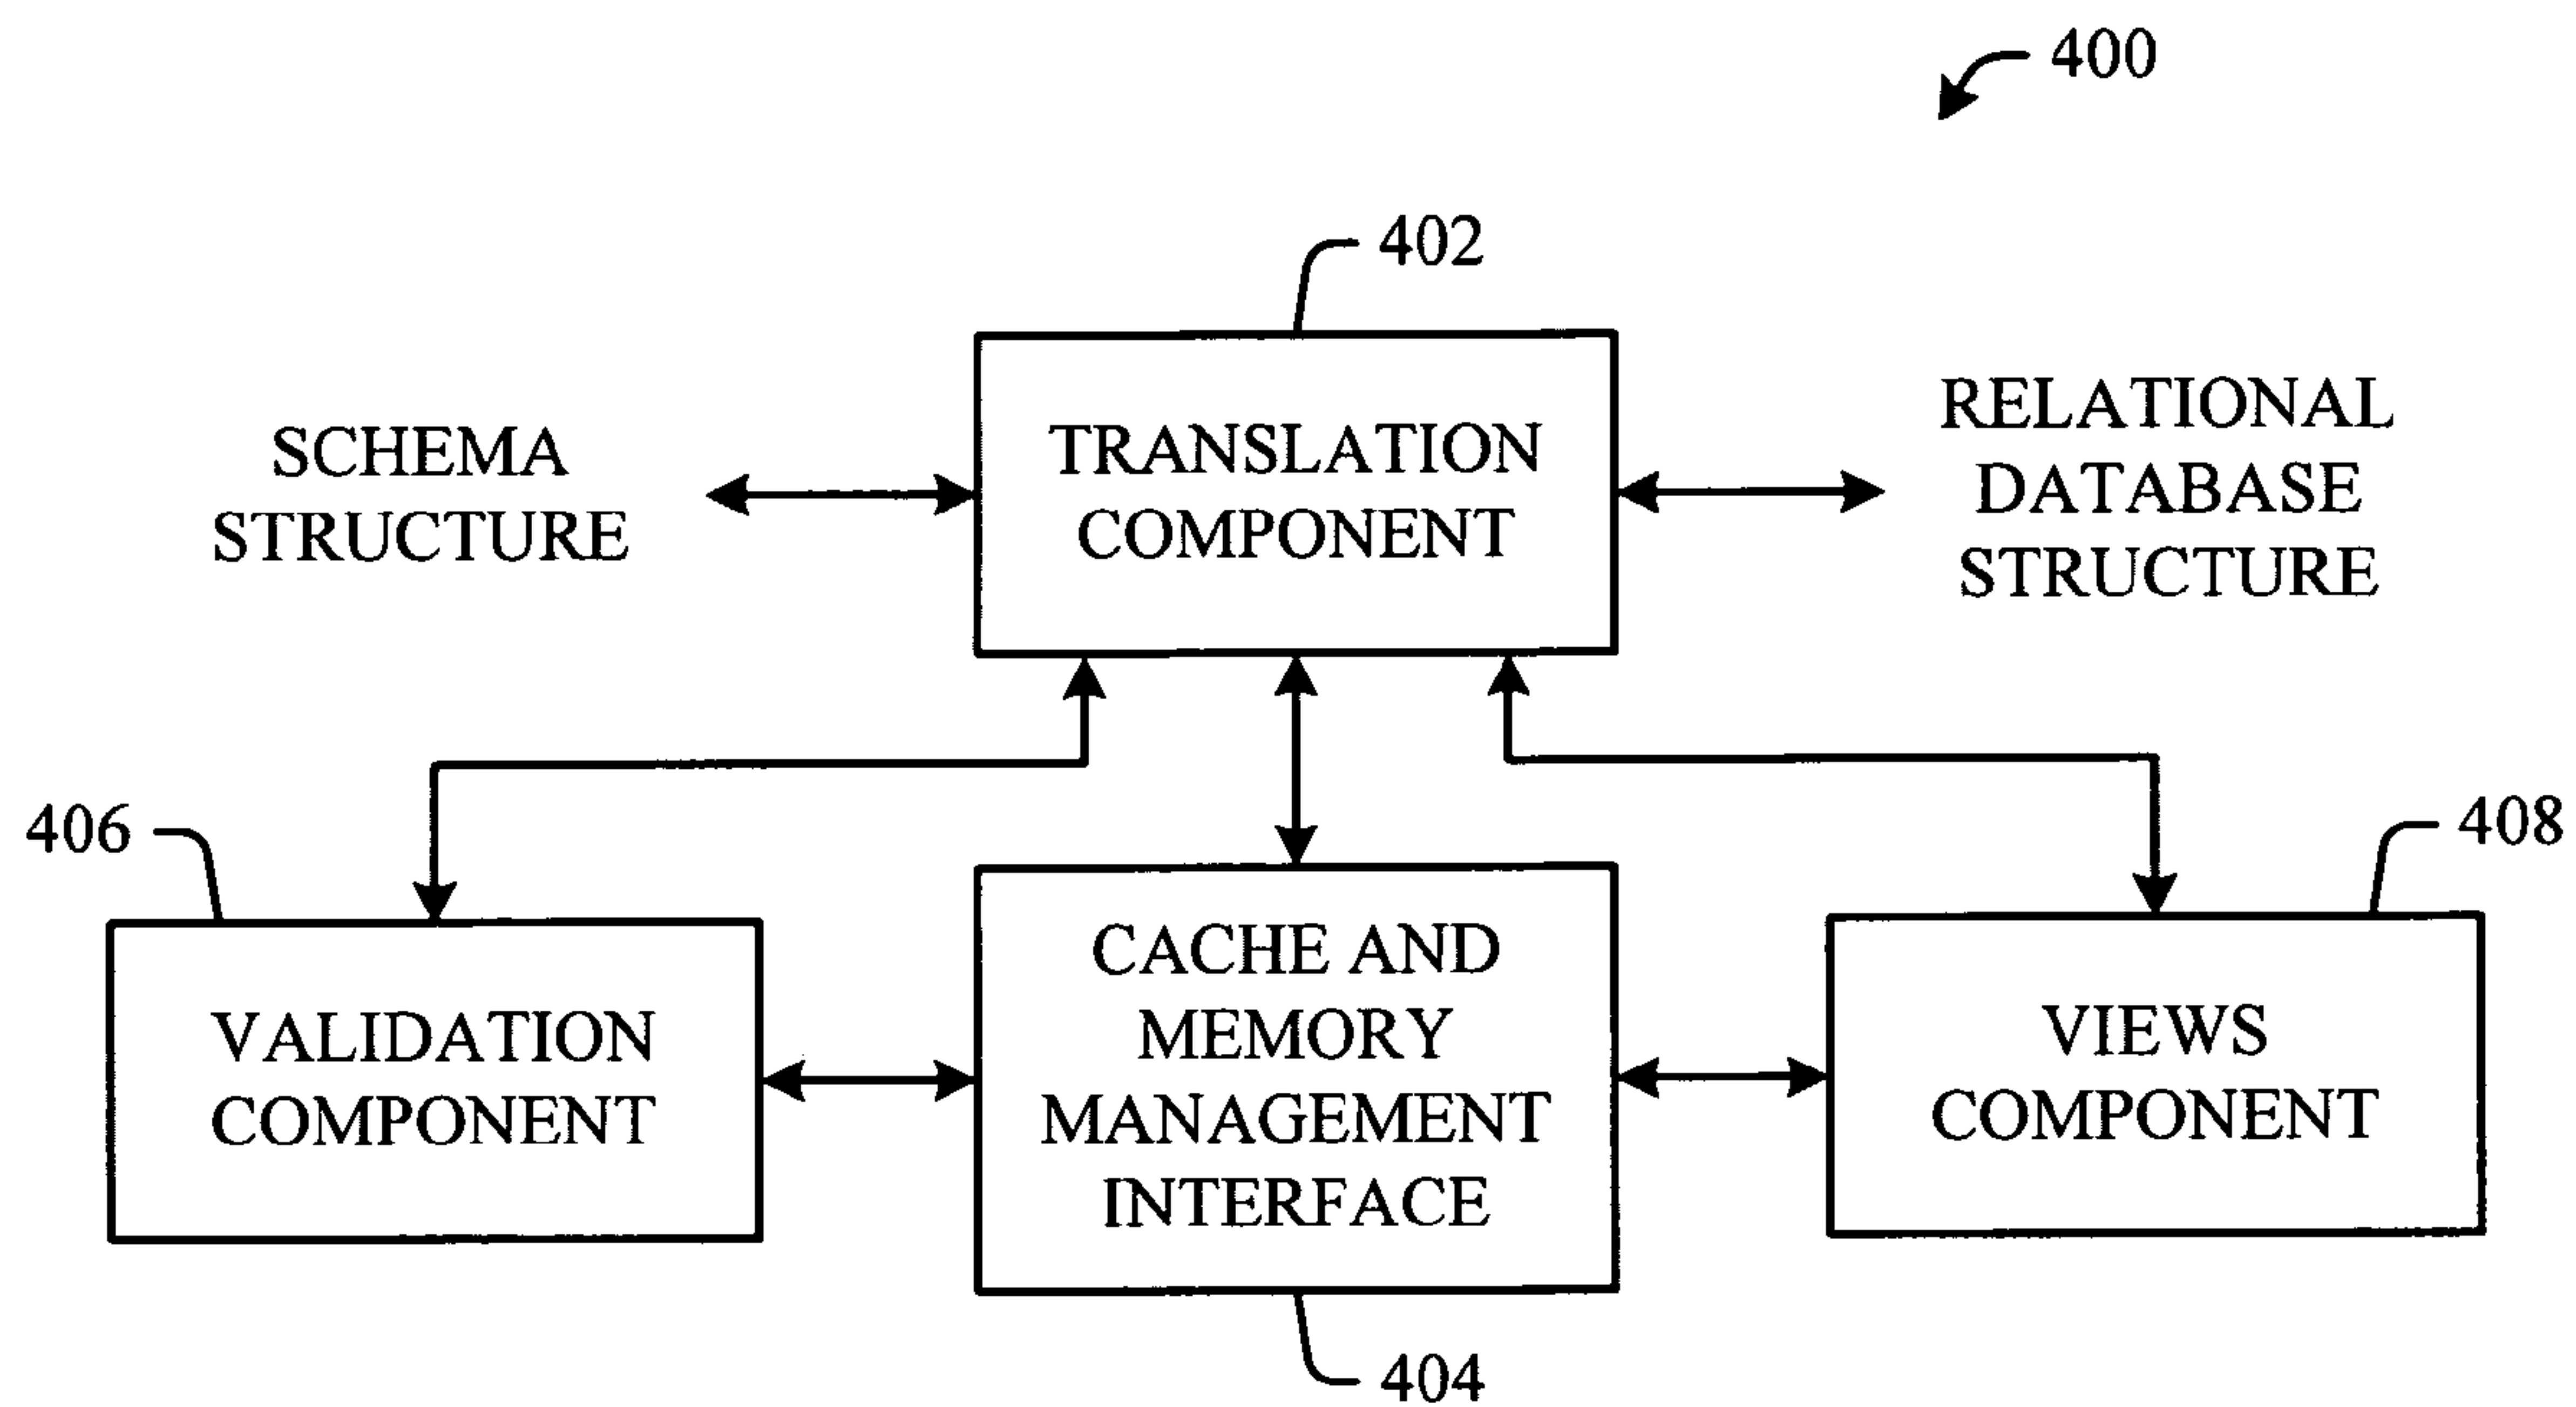 400
402
SCHEMA
STRUCTURE
TRANSLATION
COMPONENT
RELATIONAL
DATABASE
STRUCTURE
406
408
VALIDATION
COMPONENT
CACHE AND
MEMORY
MANAGEMENT
INTERFACE
VIEWS
COMPONENT
404